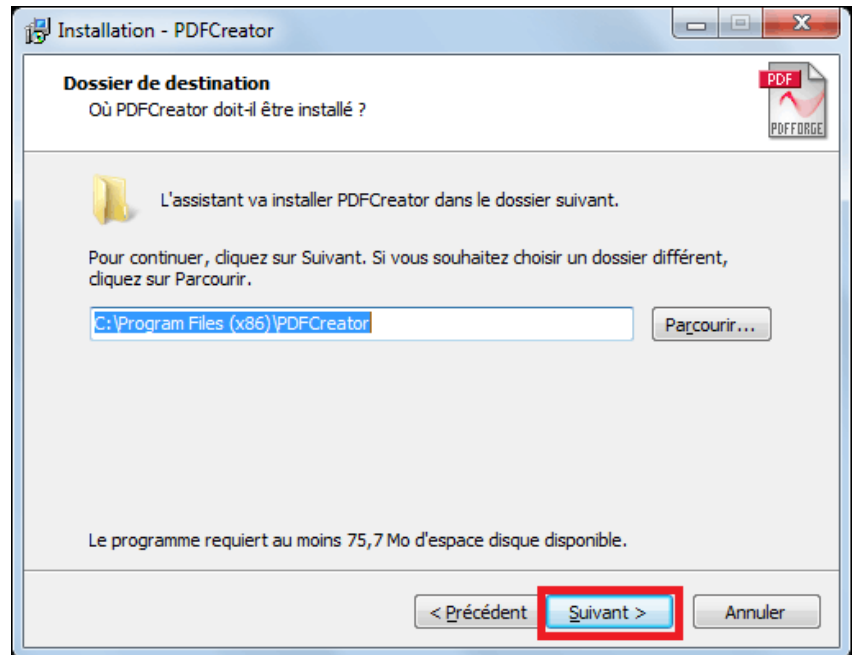 Installation - PDFCreator
Dossier de destination
Où PDFCreator doit-il être installé ?
PDF
PDFFORGE
L'assistant va installer PDFCreator dans le dossier suivant.
Pour continuer, cliquez sur Suivant. Si vous souhaitez choisir un dossier différent,
cliquez sur Parcourir.
C:\Program Files (x86)\PDFCreator
Parcourir...
Le programme requiert au moins 75,7 Mo d'espace disque disponible.
< Précédent
Suivant >
Annuler